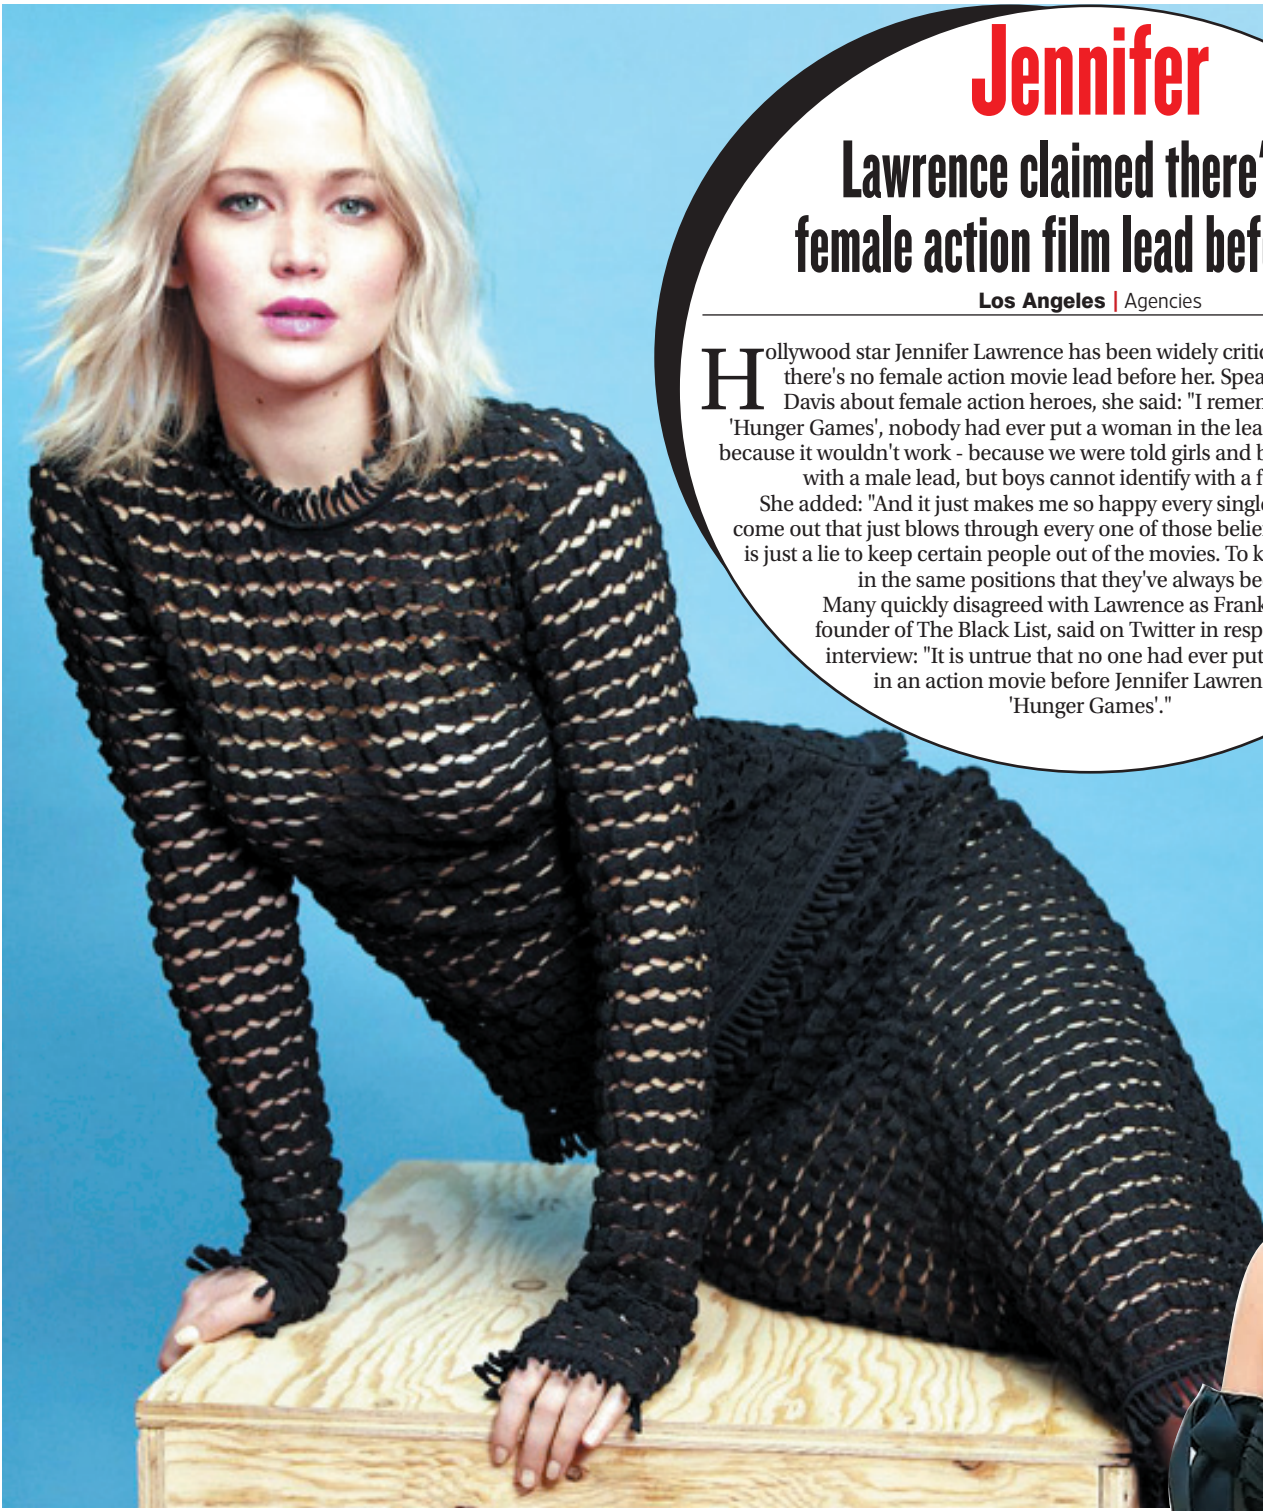 Jennifer
Lawrence claimed there'
female action film lead bef
Los Angeles | Agencies
Hollywood star Jennifer Lawrence has been widely critic
there's no female action movie lead before her. Spea
Davis about female action heroes, she said: "I remem
'Hunger Games', nobody had ever put a woman in the lea
because it wouldn't work - because we were told girls and b
with a male lead, but boys cannot identify with a f
She added: "And it just makes me so happy every single
come out that just blows through every one of those belie
is just a lie to keep certain people out of the movies. To k
in the same positions that they've always be
Many quickly disagreed with Lawrence as Frank
founder of The Black List, said on Twitter in resp
interview: "It is untrue that no one had ever put
in an action movie before Jennifer Lawren
'Hunger Games'."